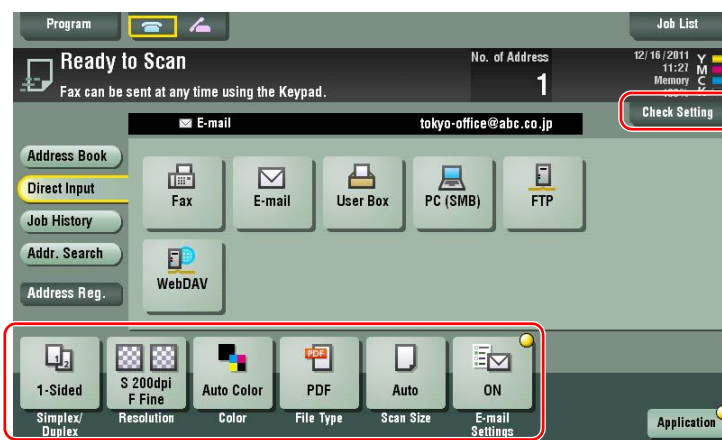 Program
Job List
Ready to Scan
Fax can be sent at any time using the Keypad.
No. of Address
1
12/16/2011
11:27
Memory
100%
Y
M
C
K
Check Setting
E-mail
tokyo-office@abc.co.jp
Address Book
Direct Input
Job History
Addr. Search
Address Reg.
Fax
E-mail
User Box
PC (SMB)
FTP
WebDAV
1-Sided
S 200dpi
F Fine
Auto Color
PDF
PDF
Auto
ON
Simplex/
Duplex
Resolution
Color
File Type
Scan Size
E-mail
Settings
Application